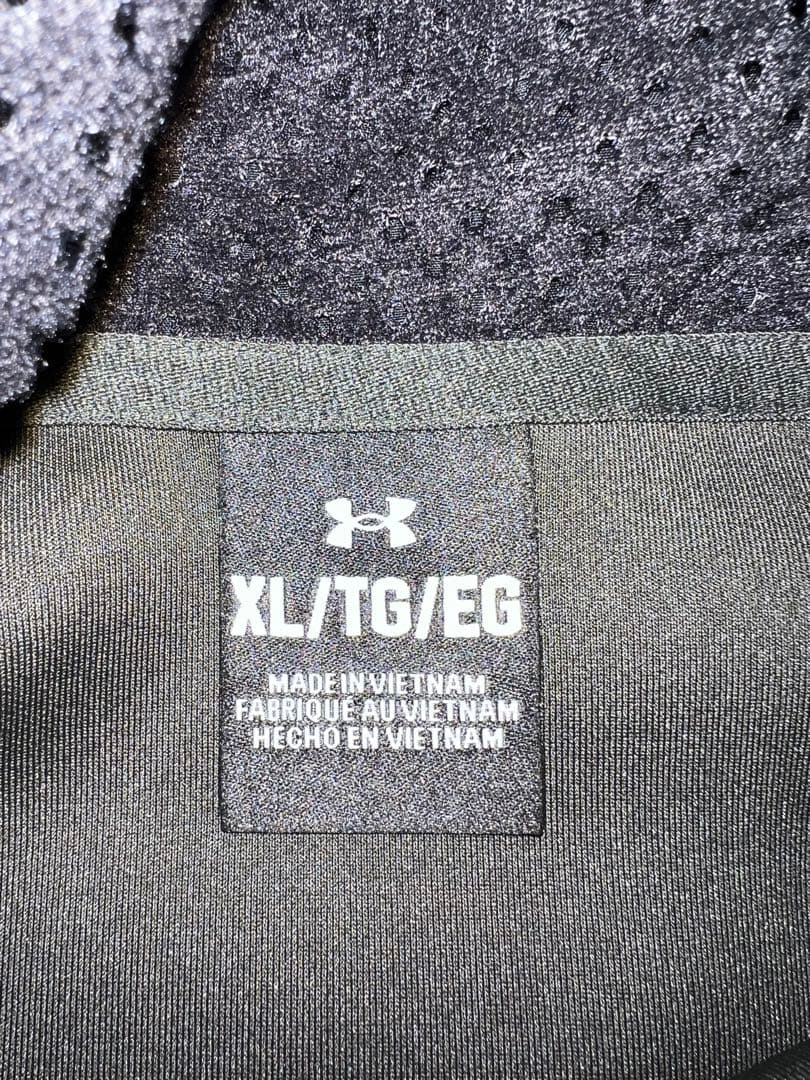 XL/TG/EG
MADE IN VIETNAM
FABRIQUÉ AU VIETNAM
HECHO EN VIETNAM